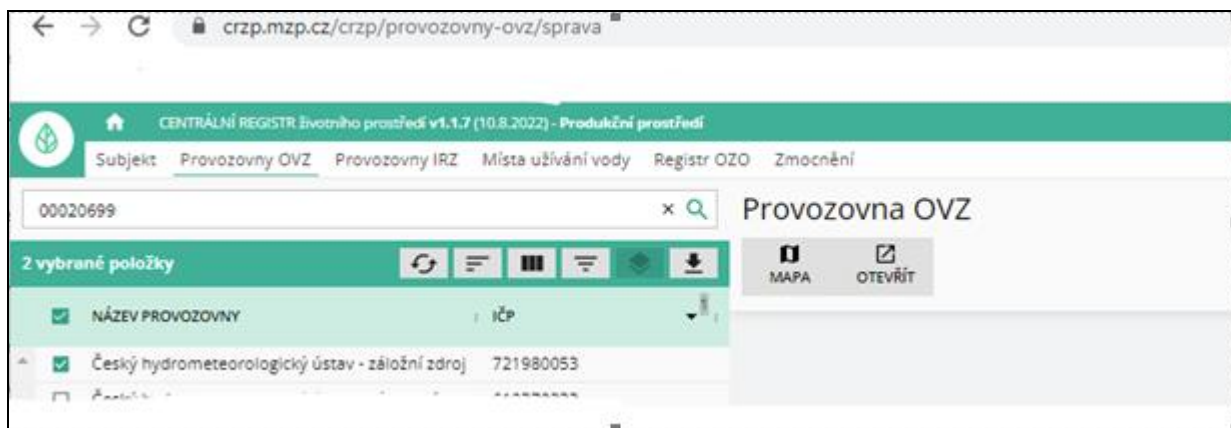 crzp.mzp.cz/crzp/provozovny-ovz/sprava
CENTRÁLNÍ REGISTR životního prostředí v1.1.7 (10.8.2022) - Produkční prostředí
Subjekt Provozovny OVZ Provozovny IRZ Místa užívání vody Registr OZO Zmocnění
00020699
Provozovna OVZ
2 vybrané položky
MAPA OTEVŘÍT
NÁZEV PROVOZOVNY IČP 1
Český hydrometeorologický ústav - záložní zdroj 721980053